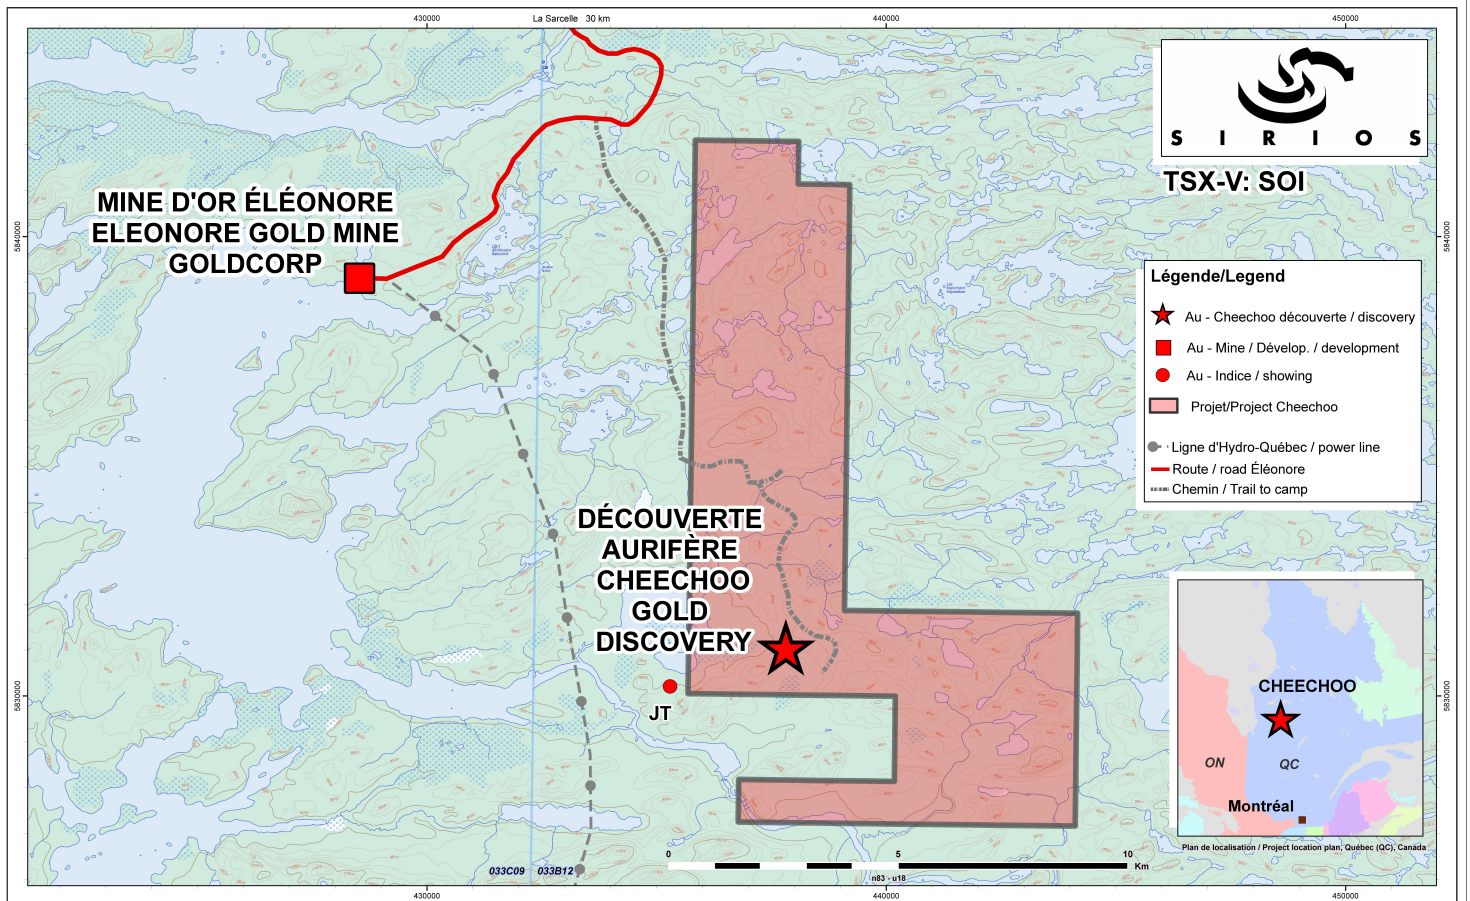 430000
La Sarcelle 30 km
440000
450000
SIRIOS
TSX-V: SOI
MINE D'OR ÉLÉONORE
ELEONORE GOLD MINE
GOLDCORP
5840000
5840000
Légende/Legend
Au - Cheechoo découverte / discovery
Au - Mine / Dévelop. / development
Au - Indice / showing
Projet/Project Cheechoo
Ligne d'Hydro-Québec / power line
Route / road Éléonore
Chemin / Trail to camp
DÉCOUVERTE
AURIFÈRE
CHEECHOO
GOLD
DISCOVERY
JT
5830000
5830000
CHEECHOO
ON
QC
Montréal
Plan de localisation / Project location plan, Québec (QC), Canada
0
5
10
Km
n83 - u18
033C09
033B12
430000
440000
450000